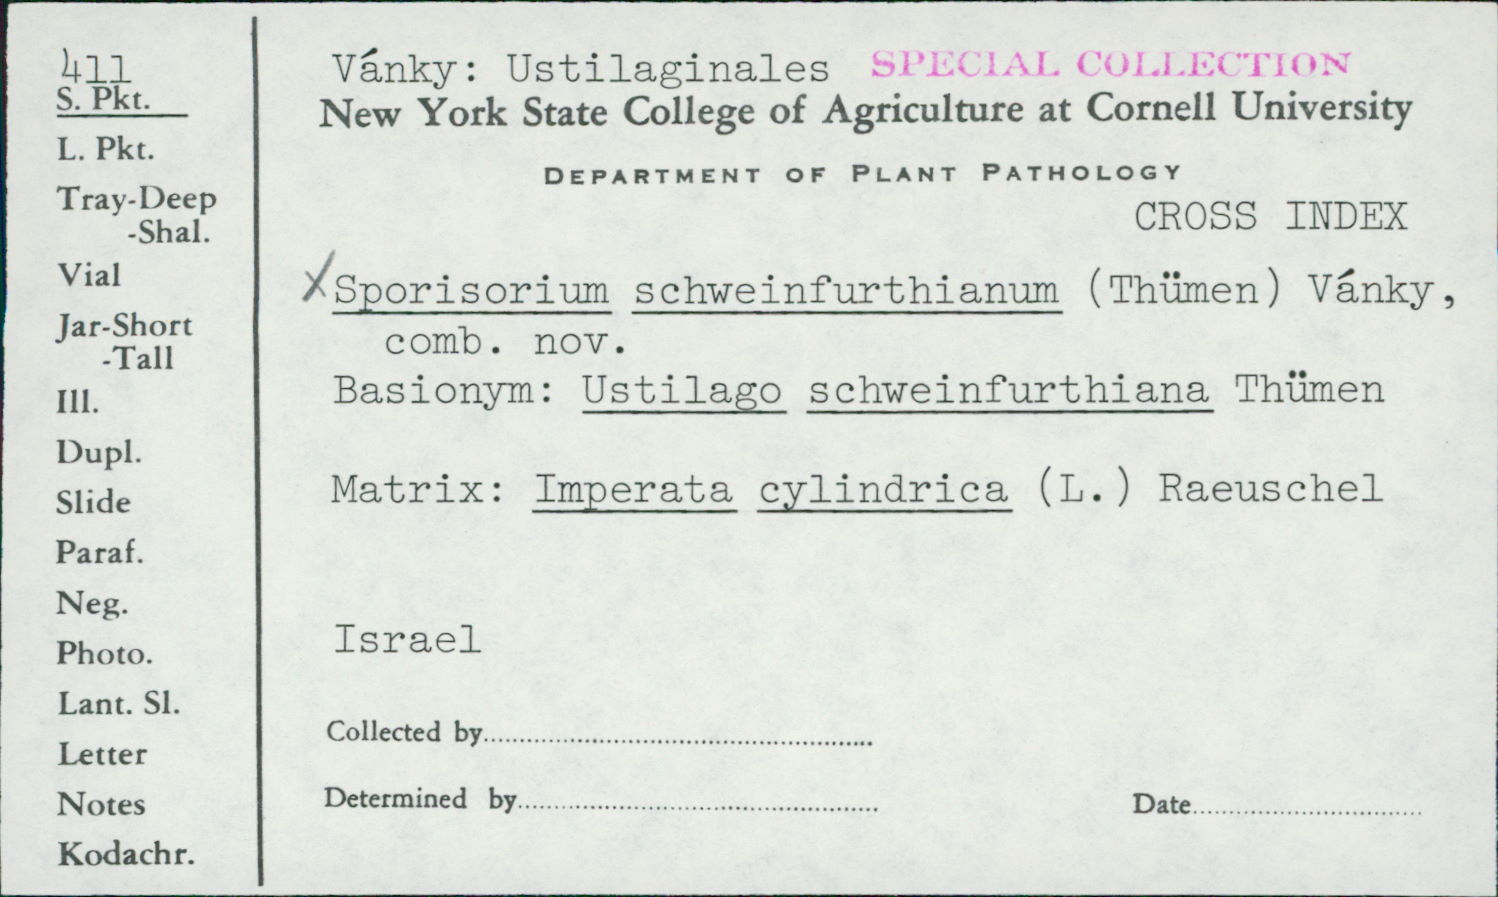 411
S. Pkt.
L. Pkt.
Tray-Deep
-Shal.
Vial
Jar-Short
-Tall
Ill.
Dupl.
Slide
Paraf.
Neg.
Photo.
Lant. Sl.
Letter
Notes
Kodachr.
Vánky: Ustilaginales SPECIAL COLLECTION
New York State College of Agriculture at Cornell University
DEPARTMENT OF PLANT PATHOLOGY
CROSS INDEX
X Sporisorium schweinfurthianum (Thümen) Vánky,
comb. nov.
Basionym: Ustilago schweinfurthiana Thümen
Matrix: Imperata cylindrica (L.) Raeuschel
Israel
Collected by
Determined by
Date